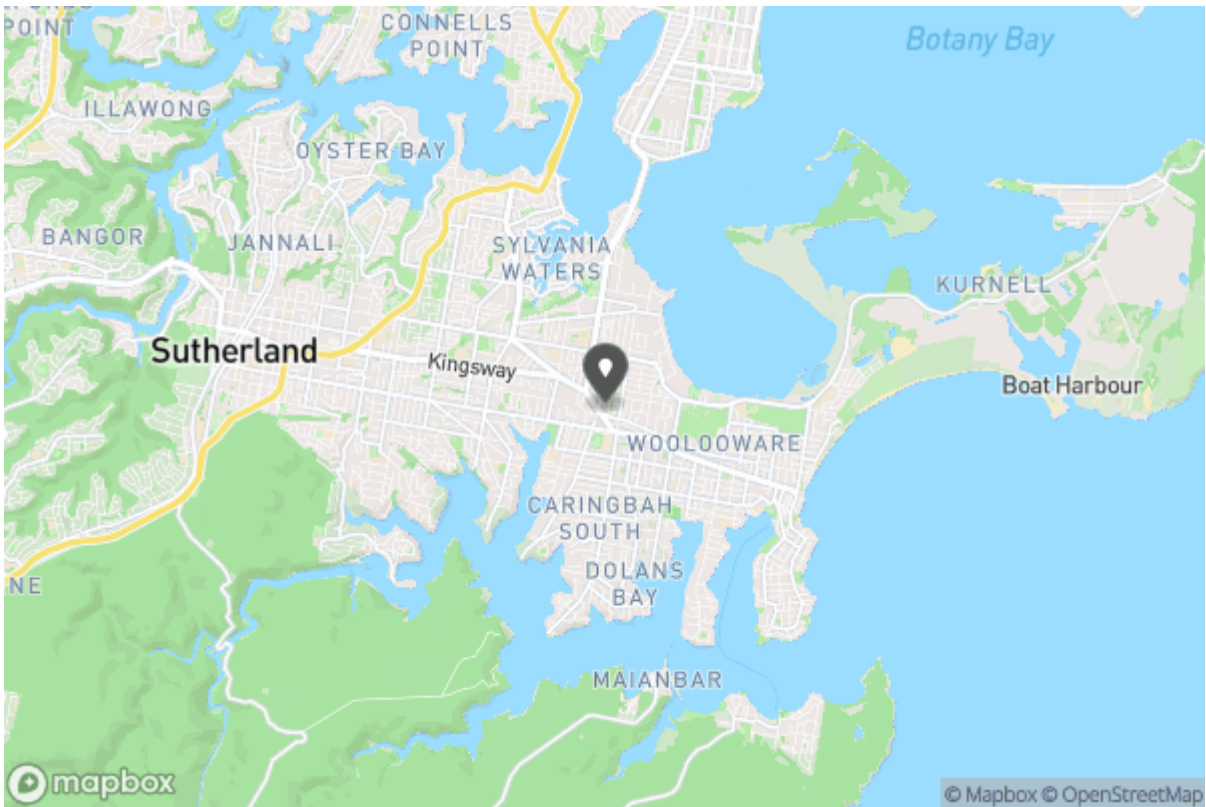 POINT
CONNELLS
POINT
Botany Bay
ILLAWONG
OYSTER BAY
BANGOR
JANNALI
SYLVANIA
WATERS
KURNELL
Sutherland
Kingsway
Boat Harbour
WOOLOOWARE
CARINGBAH
SOUTH
DOLANS
BAY
NE
MAIANBAR
mapbox
© Mapbox © OpenStreetMap